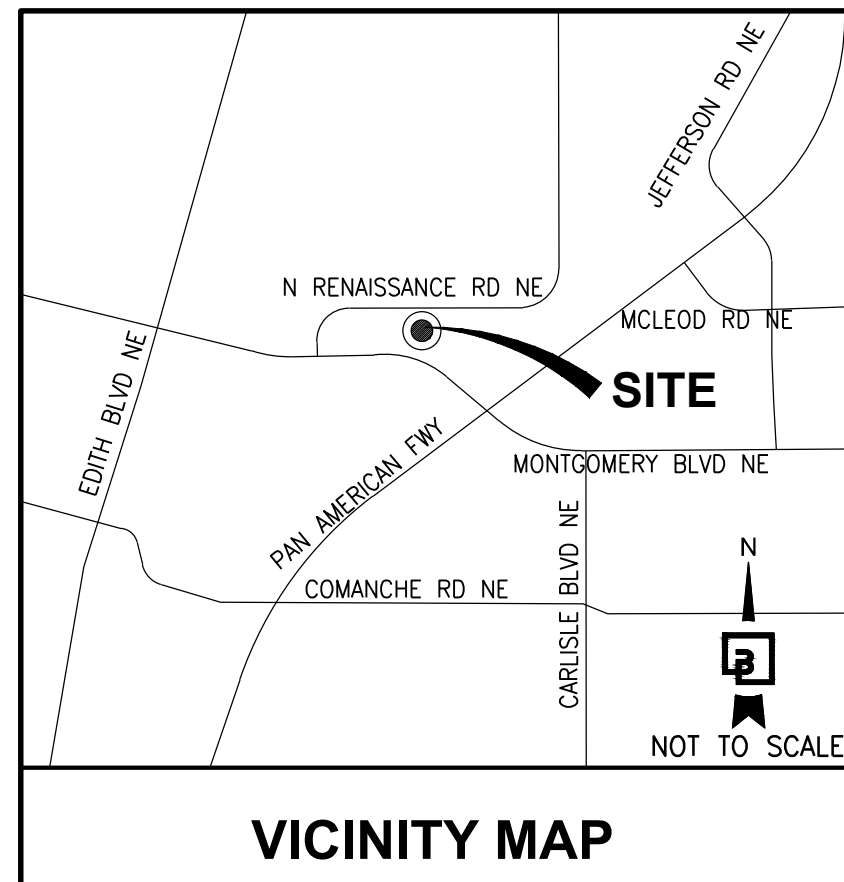 JEFFERSON RD NE
N RENAISSANCE RD NE
MCLEOD RD NE
EDITH BLVD NE
SITE
PAN AMERICAN FWY
MONTGOMERY BLVD NE
CARLISLE BLVD NE
COMANCHE RD NE
N
B
NOT TO SCALE
VICINITY MAP